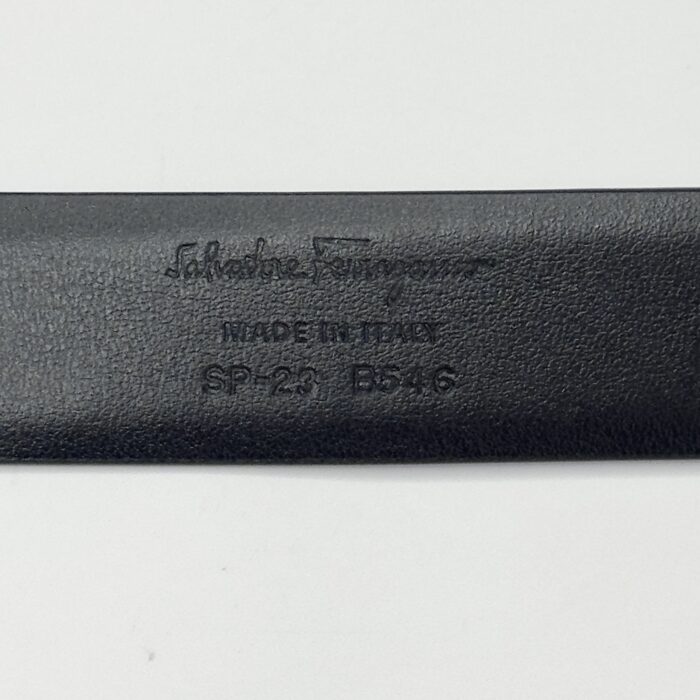 Salvatore Ferragamo
MADE IN ITALY
SP-23 B546